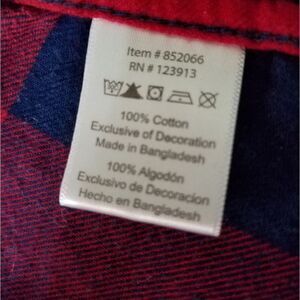 Item # 852066
RN # 123913
100% Cotton
Exclusive of Decoration
Made in Bangladesh
100% Algodón
Exclusivo de Decoracion
Hecho en Bangladesh